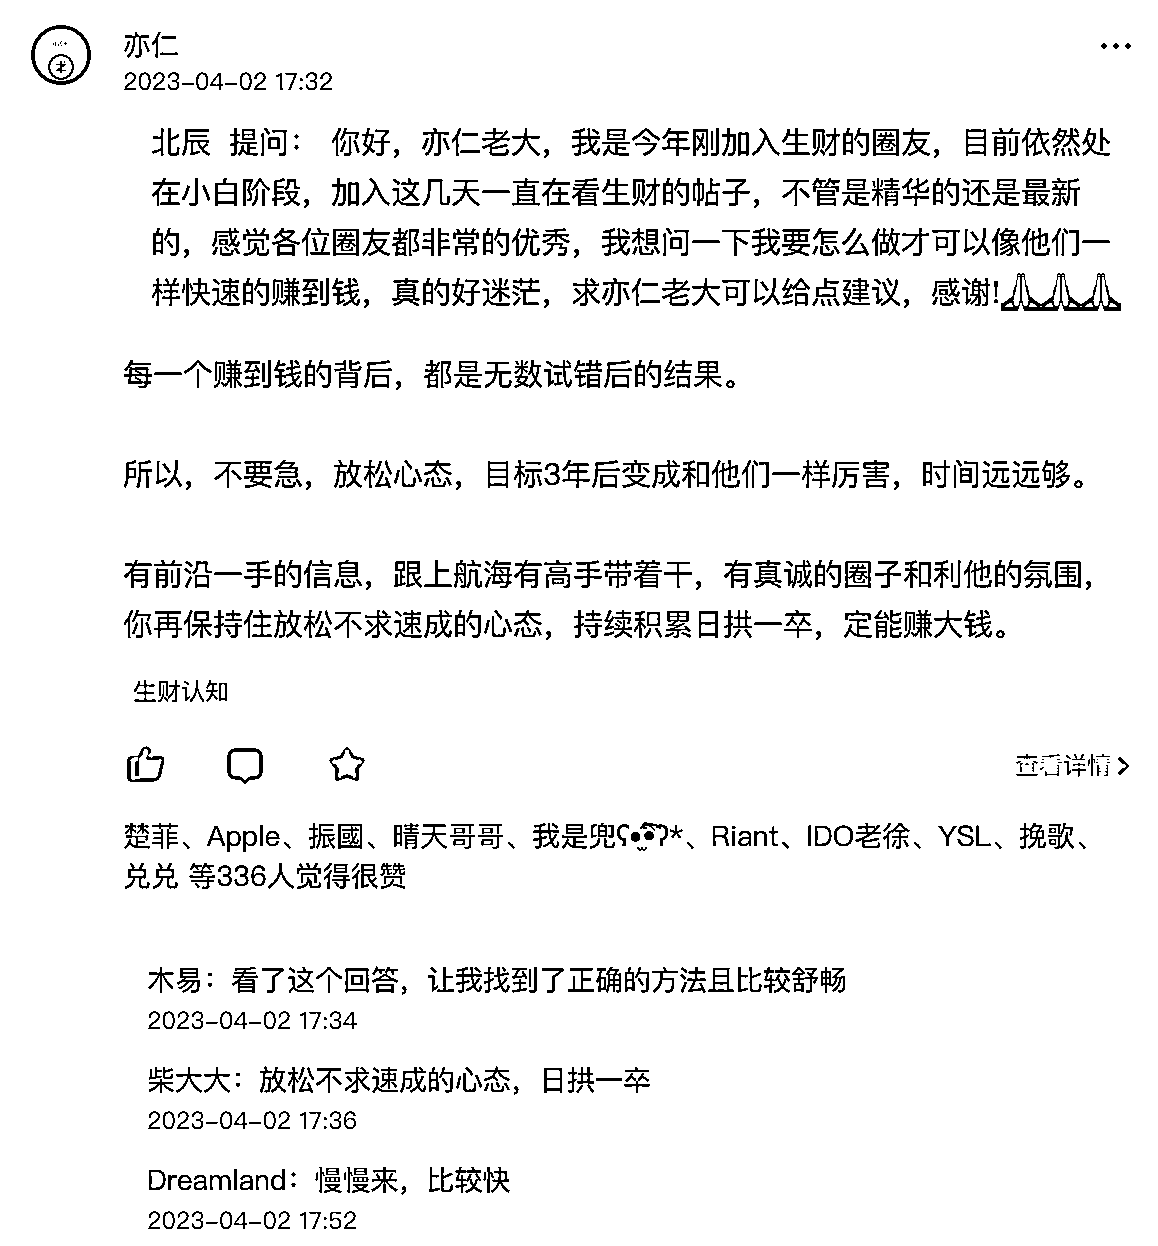 亦仁
2023-04-02 17:32
北辰 提问： 你好，亦仁老大，我是今年刚加入生财的圈友，目前依然处
在小白阶段，加入这几天一直在看生财的帖子，不管是精华的还是最新
的，感觉各位圈友都非常的优秀，我想问一下我要怎么做才可以像他们一
样快速的赚到钱，真的好迷茫，求亦仁老大可以给点建议，感谢!🙏🙏🙏
每一个赚到钱的背后，都是无数试错后的结果。
所以，不要急，放松心态，目标3年后变成和他们一样厉害，时间远远够。
有前沿一手的信息，跟上航海有高手带着干，有真诚的圈子和利他的氛围，
你再保持住放松不求速成的心态，持续积累日拱一卒，定能赚大钱。
生财认知
查看详情
楚菲、Apple、振國、晴天哥哥、我是兜ʕ•̫͡•ʔ*、Riant、IDO老徐、YSL、挽歌、
兑兑 等336人觉得很赞
木易：看了这个回答，让我找到了正确的方法且比较舒畅
2023-04-02 17:34
柴大大：放松不求速成的心态，日拱一卒
2023-04-02 17:36
Dreamland：慢慢来，比较快
2023-04-02 17:52